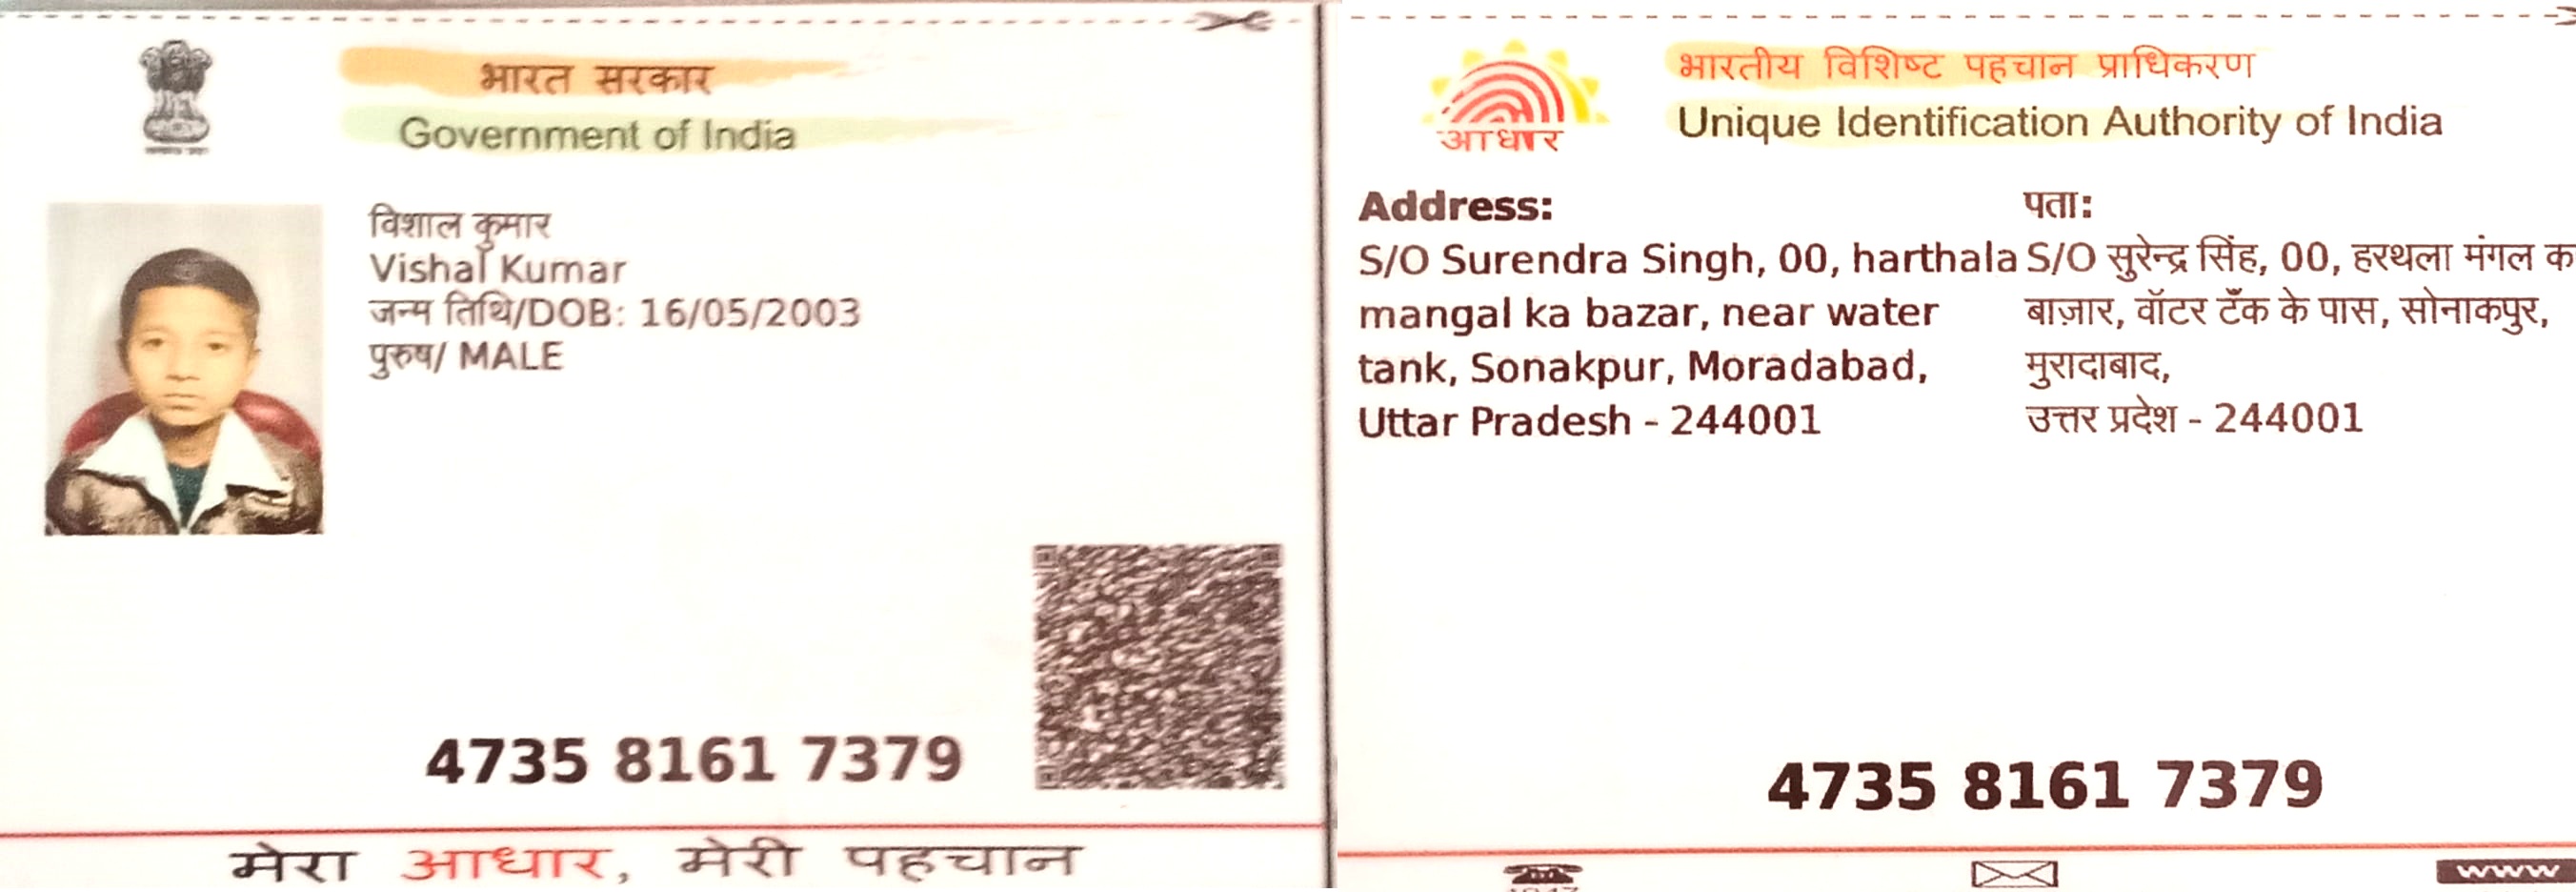 भारत सरकार
Government of India
विशाल कुमार
Vishal Kumar
जन्म तिथि/DOB: 16/05/2003
पुरुष/ MALE
4735 8161 7379
मेरा आधार, मेरी पहचान
भारतीय विशिष्ट पहचान प्राधिकरण
Unique Identification Authority of India
आधार
Address:
S/O Surendra Singh, 00, harthala
mangal ka bazar, near water
tank, Sonakpur, Moradabad,
Uttar Pradesh - 244001
पता:
S/O सुरेन्द्र सिंह, 00, हरथला मंगल क
बाज़ार, वॉटर टैंक के पास, सोनाकपुर,
मुरादाबाद,
उत्तर प्रदेश - 244001
4735 8161 7379
www